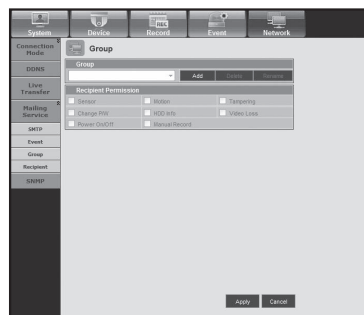 System Device Record Event Network
Connection Mode
DDNS
Live Transfer
Mailing Service
SMTP
Event
Group
Recipient
SNMP
Group
Group
Add Delete Rename
Recipient Permission
Sensor Motion Tampering
Change P/W HDD Info Video Loss
Power On/Off Manual Record
Apply Cancel